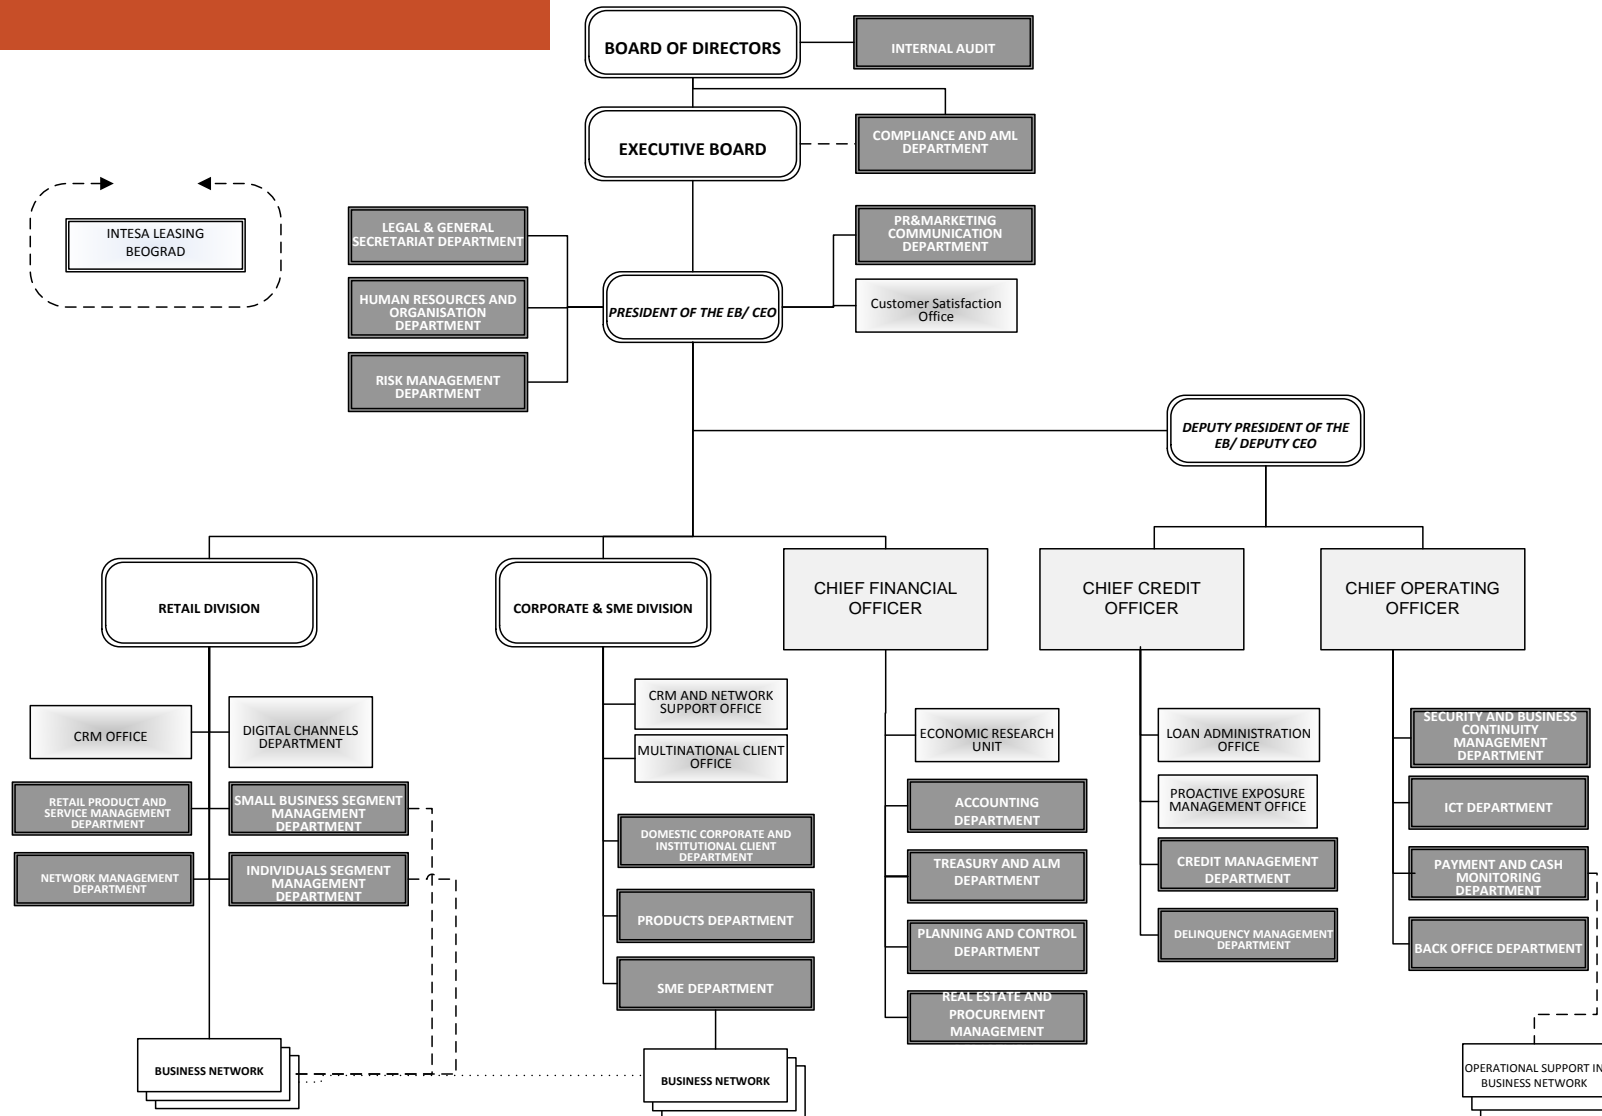 BOARD OF DIRECTORS
INTERNAL AUDIT
EXECUTIVE BOARD
COMPLIANCE AND AML
DEPARTMENT
INTESA LEASING
BEOGRAD
LEGAL & GENERAL
SECRETARIAT DEPARTMENT
PR&MARKETING
COMMUNICATION
DEPARTMENT
HUMAN RESOURCES AND
ORGANISATION
DEPARTMENT
PRESIDENT OF THE EB/ CEO
Customer Satisfaction
Office
RISK MANAGEMENT
DEPARTMENT
DEPUTY PRESIDENT OF THE
EB/ DEPUTY CEO
RETAIL DIVISION
CORPORATE & SME DIVISION
CHIEF FINANCIAL
OFFICER
CHIEF CREDIT
OFFICER
CHIEF OPERATING
OFFICER
CRM OFFICE
DIGITAL CHANNELS
DEPARTMENT
RETAIL PRODUCT AND
SERVICE MANAGEMENT
DEPARTMENT
SMALL BUSINESS SEGMENT
MANAGEMENT
DEPARTMENT
NETWORK MANAGEMENT
DEPARTMENT
INDIVIDUALS SEGMENT
MANAGEMENT
DEPARTMENT
BUSINESS NETWORK
CRM AND NETWORK
SUPPORT OFFICE
MULTINATIONAL CLIENT
OFFICE
DOMESTIC CORPORATE AND
INSTITUTIONAL CLIENT
DEPARTMENT
PRODUCTS DEPARTMENT
SME DEPARTMENT
BUSINESS NETWORK
ECONOMIC RESEARCH
UNIT
ACCOUNTING
DEPARTMENT
TREASURY AND ALM
DEPARTMENT
PLANNING AND CONTROL
DEPARTMENT
REAL ESTATE AND
PROCUREMENT
MANAGEMENT
LOAN ADMINISTRATION
OFFICE
PROACTIVE EXPOSURE
MANAGEMENT OFFICE
CREDIT MANAGEMENT
DEPARTMENT
DELINQUENCY MANAGEMENT
DEPARTMENT
SECURITY AND BUSINESS
CONTINUITY
MANAGEMENT
DEPARTMENT
ICT DEPARTMENT
PAYMENT AND CASH
MONITORING
DEPARTMENT
BACK OFFICE DEPARTMENT
OPERATIONAL SUPPORT IN
BUSINESS NETWORK